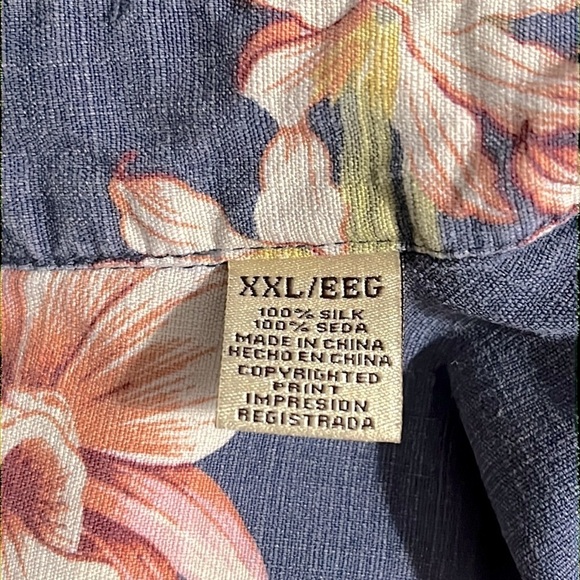 XXL/EEG
100% SILK
100% SEDA
MADE IN CHINA
HECHO EN CHINA
COPYRIGHTED
PRINT
IMPRESION
REGISTRADA